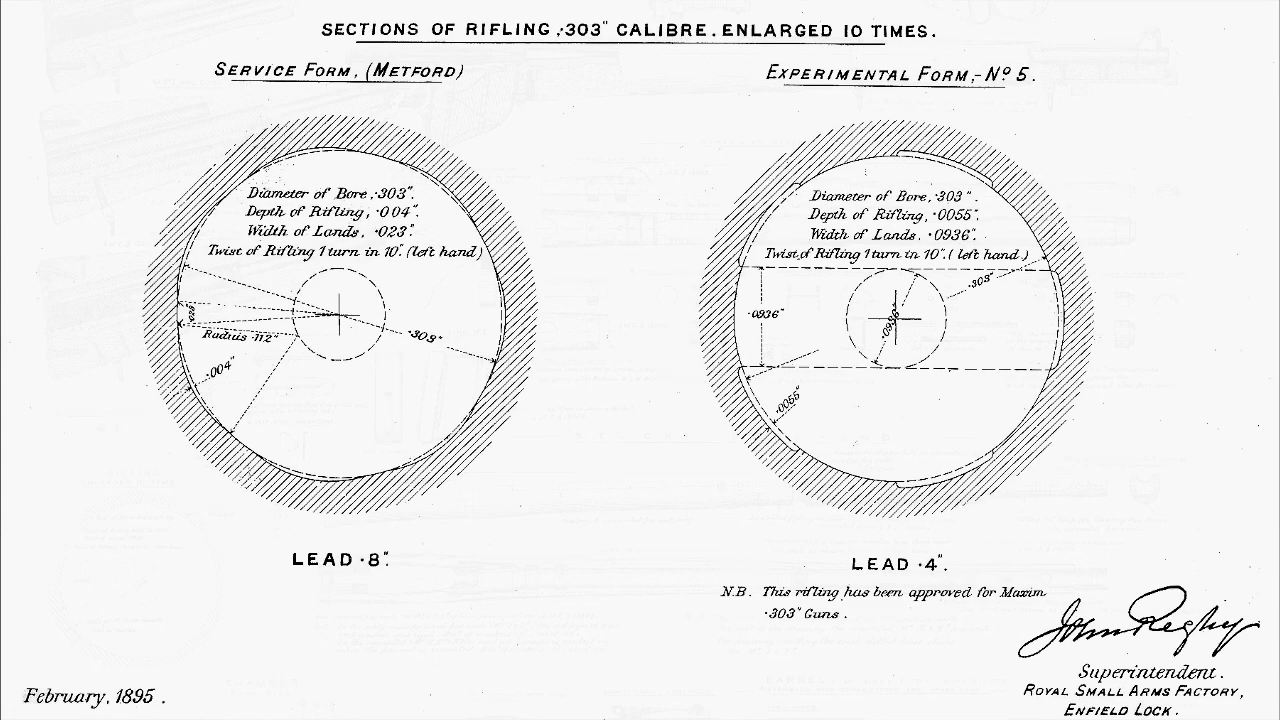 SECTIONS OF RIFLING, ·303" CALIBRE. ENLARGED 10 TIMES.
SERVICE FORM, (METFORD)
Diameter of Bore, ·303".
Depth of Rifling, ·004".
Width of Lands, ·023".
Twist of Rifling 1 turn in 10". (left hand)
·023"
Radius ·112"
·303"
·004"
LEAD ·8".
EXPERIMENTAL FORM,- Nº 5.
Diameter of Bore, ·303".
Depth of Rifling, ·0055".
Width of Lands. ·0936".
Twist of Rifling 1 turn in 10". (left hand)
·303"
·0936"
·0936"
·0055"
LEAD ·4".
N.B. This rifling has been approved for Maxim
·303" Guns.
John Rigby
Superintendent.
ROYAL SMALL ARMS FACTORY,
ENFIELD LOCK.
February, 1895.